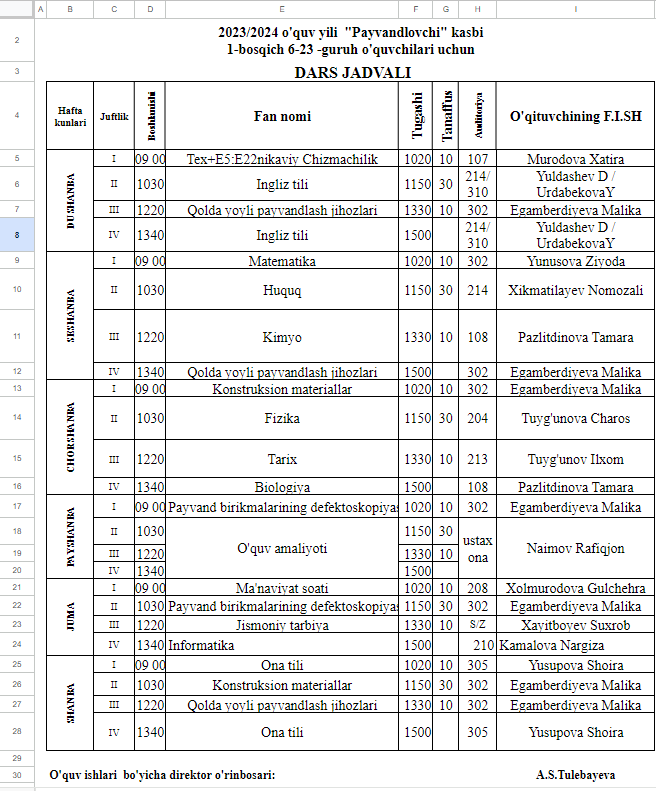 A B C D E F G H I
2 2023/2024 o'quv yili "Payvandlovchi" kasbi
1-bosqich 6-23 -guruh o'quvchilari uchun
3 DARS JADVALI
4 Hafta kunlari Juftlik Boshlanishi Fan nomi Tugashi Tanaffus Auditoriya O'qituvchining F.I.SH
DUSHANBA
5 I 09 00 Tex+E5:E22nikaviy Chizmachilik 1020 10 107 Murodova Xatira
6 II 1030 Ingliz tili 1150 30 214/ 310 Yuldashev D / UrdabekovaY
7 III 1220 Qolda yoyli payvandlash jihozlari 1330 10 302 Egamberdiyeva Malika
8 IV 1340 Ingliz tili 1500 214/ 310 Yuldashev D / UrdabekovaY
SESHANBA
9 I 09 00 Matematika 1020 10 302 Yunusova Ziyoda
10 II 1030 Huquq 1150 30 214 Xikmatilayev Nomozali
11 III 1220 Kimyo 1330 10 108 Pazlitdinova Tamara
12 IV 1340 Qolda yoyli payvandlash jihozlari 1500 302 Egamberdiyeva Malika
CHORSHANBA
13 I 09 00 Konstruksion materiallar 1020 10 302 Egamberdiyeva Malika
14 II 1030 Fizika 1150 30 204 Tuyg'unova Charos
15 III 1220 Tarix 1330 10 213 Tuyg'unov Ilxom
16 IV 1340 Biologiya 1500 108 Pazlitdinova Tamara
PAYSHANBA
17 I 09 00 Payvand birikmalarining defektoskopiyas 1020 10 302 Egamberdiyeva Malika
18 II 1030 O'quv amaliyoti 1150 30 ustax ona Naimov Rafiqjon
19 III 1220 1330 10
20 IV 1340 1500
JUMA
21 I 09 00 Ma'naviyat soati 1020 10 208 Xolmurodova Gulchehra
22 II 1030 Payvand birikmalarining defektoskopiyas 1150 30 302 Egamberdiyeva Malika
23 III 1220 Jismoniy tarbiya 1330 10 S/Z Xayitboyev Suxrob
24 IV 1340 Informatika 1500 210 Kamalova Nargiza
SHANBA
25 I 09 00 Ona tili 1020 10 305 Yusupova Shoira
26 II 1030 Konstruksion materiallar 1150 30 302 Egamberdiyeva Malika
27 III 1220 Qolda yoyli payvandlash jihozlari 1330 10 302 Egamberdiyeva Malika
28 IV 1340 Ona tili 1500 305 Yusupova Shoira
29
30 O'quv ishlari bo'yicha direktor o'rinbosari: A.S.Tulebayeva